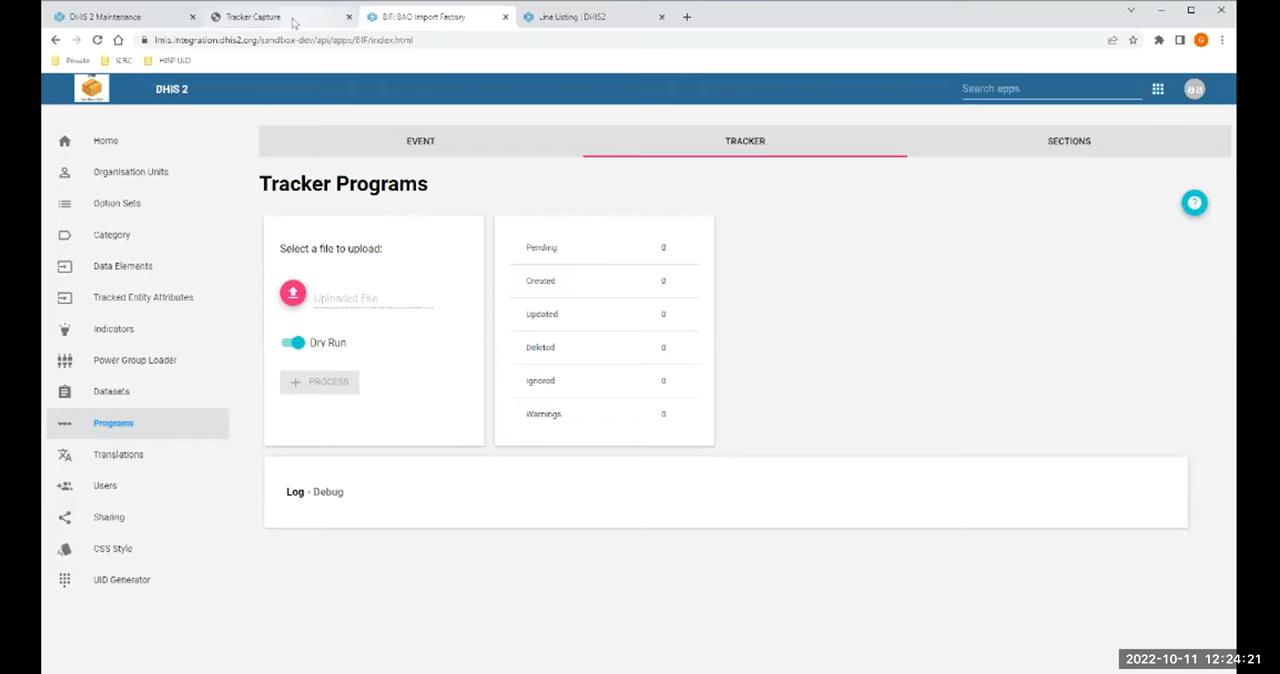 DHIS 2 Maintenance
Tracker Capture
BIF: BAO Import Factory
Line Listing | DHIS2
lmis.integration.dhis2.org/sandbox-dev/api/apps/BIF/index.html
Private
ICRC
HISP UiO
DHIS 2
Search apps
aa
Home
Organisation Units
Option Sets
Category
Data Elements
Tracked Entity Attributes
Indicators
Power Group Loader
Datasets
Programs
Translations
Users
Sharing
CSS Style
UID Generator
EVENT
TRACKER
SECTIONS
Tracker Programs
Select a file to upload:
Uploaded File
Dry Run
+ PROCESS
Pending 0
Created 0
Updated 0
Deleted 0
Ignored 0
Warnings 0
Log - Debug
2022-10-11 12:24:21